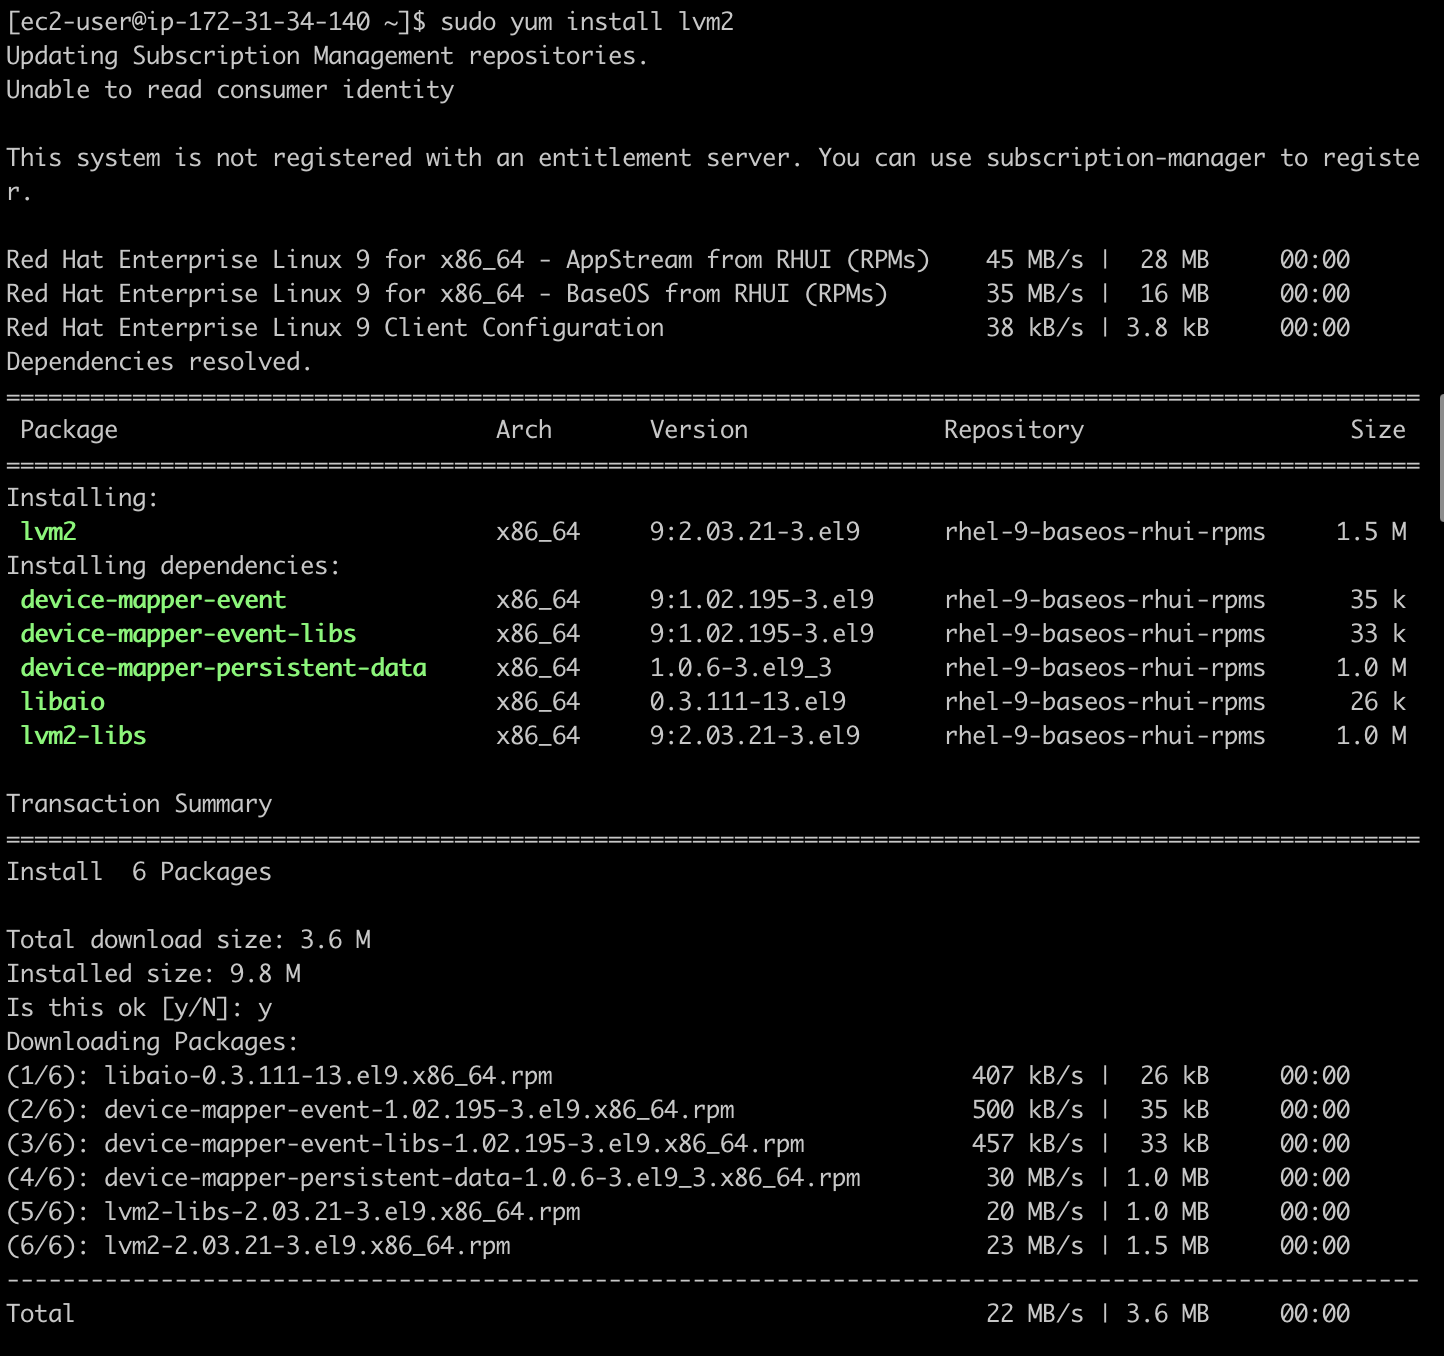 [ec2-user@ip-172-31-34-140 ~]$ sudo yum install lvm2
Updating Subscription Management repositories.
Unable to read consumer identity

This system is not registered with an entitlement server. You can use subscription-manager to registe
r.

Red Hat Enterprise Linux 9 for x86_64 - AppStream from RHUI (RPMs)    45 MB/s |  28 MB     00:00
Red Hat Enterprise Linux 9 for x86_64 - BaseOS from RHUI (RPMs)       35 MB/s |  16 MB     00:00
Red Hat Enterprise Linux 9 Client Configuration                       38 kB/s | 3.8 kB     00:00
Dependencies resolved.
=====================================================================================================
 Package                           Arch       Version              Repository                   Size
=====================================================================================================
Installing:
 lvm2                              x86_64     9:2.03.21-3.el9      rhel-9-baseos-rhui-rpms     1.5 M
Installing dependencies:
 device-mapper-event               x86_64     9:1.02.195-3.el9     rhel-9-baseos-rhui-rpms      35 k
 device-mapper-event-libs          x86_64     9:1.02.195-3.el9     rhel-9-baseos-rhui-rpms      33 k
 device-mapper-persistent-data     x86_64     1.0.6-3.el9_3        rhel-9-baseos-rhui-rpms     1.0 M
 libaio                            x86_64     0.3.111-13.el9       rhel-9-baseos-rhui-rpms      26 k
 lvm2-libs                         x86_64     9:2.03.21-3.el9      rhel-9-baseos-rhui-rpms     1.0 M

Transaction Summary
=====================================================================================================
Install  6 Packages

Total download size: 3.6 M
Installed size: 9.8 M
Is this ok [y/N]: y
Downloading Packages:
(1/6): libaio-0.3.111-13.el9.x86_64.rpm                              407 kB/s |  26 kB     00:00
(2/6): device-mapper-event-1.02.195-3.el9.x86_64.rpm                 500 kB/s |  35 kB     00:00
(3/6): device-mapper-event-libs-1.02.195-3.el9.x86_64.rpm            457 kB/s |  33 kB     00:00
(4/6): device-mapper-persistent-data-1.0.6-3.el9_3.x86_64.rpm         30 MB/s | 1.0 MB     00:00
(5/6): lvm2-libs-2.03.21-3.el9.x86_64.rpm                             20 MB/s | 1.0 MB     00:00
(6/6): lvm2-2.03.21-3.el9.x86_64.rpm                                  23 MB/s | 1.5 MB     00:00
-----------------------------------------------------------------------------------------------------
Total                                                                 22 MB/s | 3.6 MB     00:00